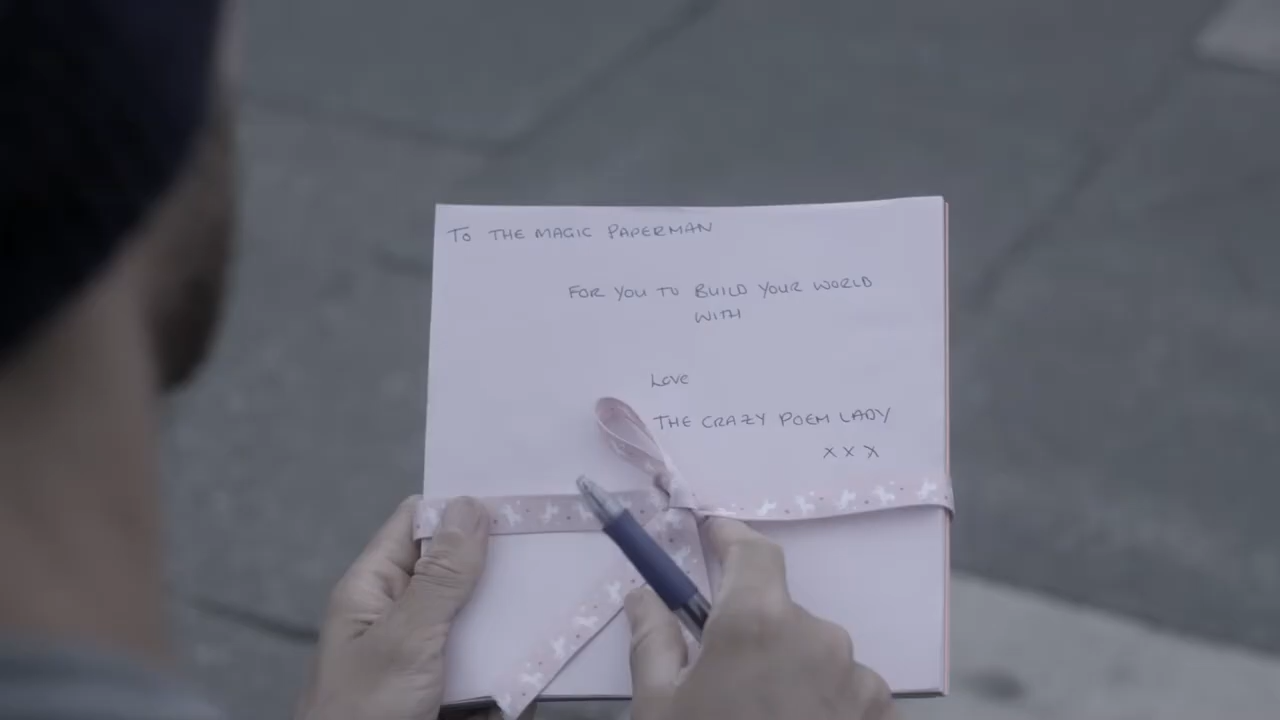 TO THE MAGIC PAPERMAN
FOR YOU TO BUILD YOUR WORLD
WITH
Love
THE CRAZY POEM LADY
x x x